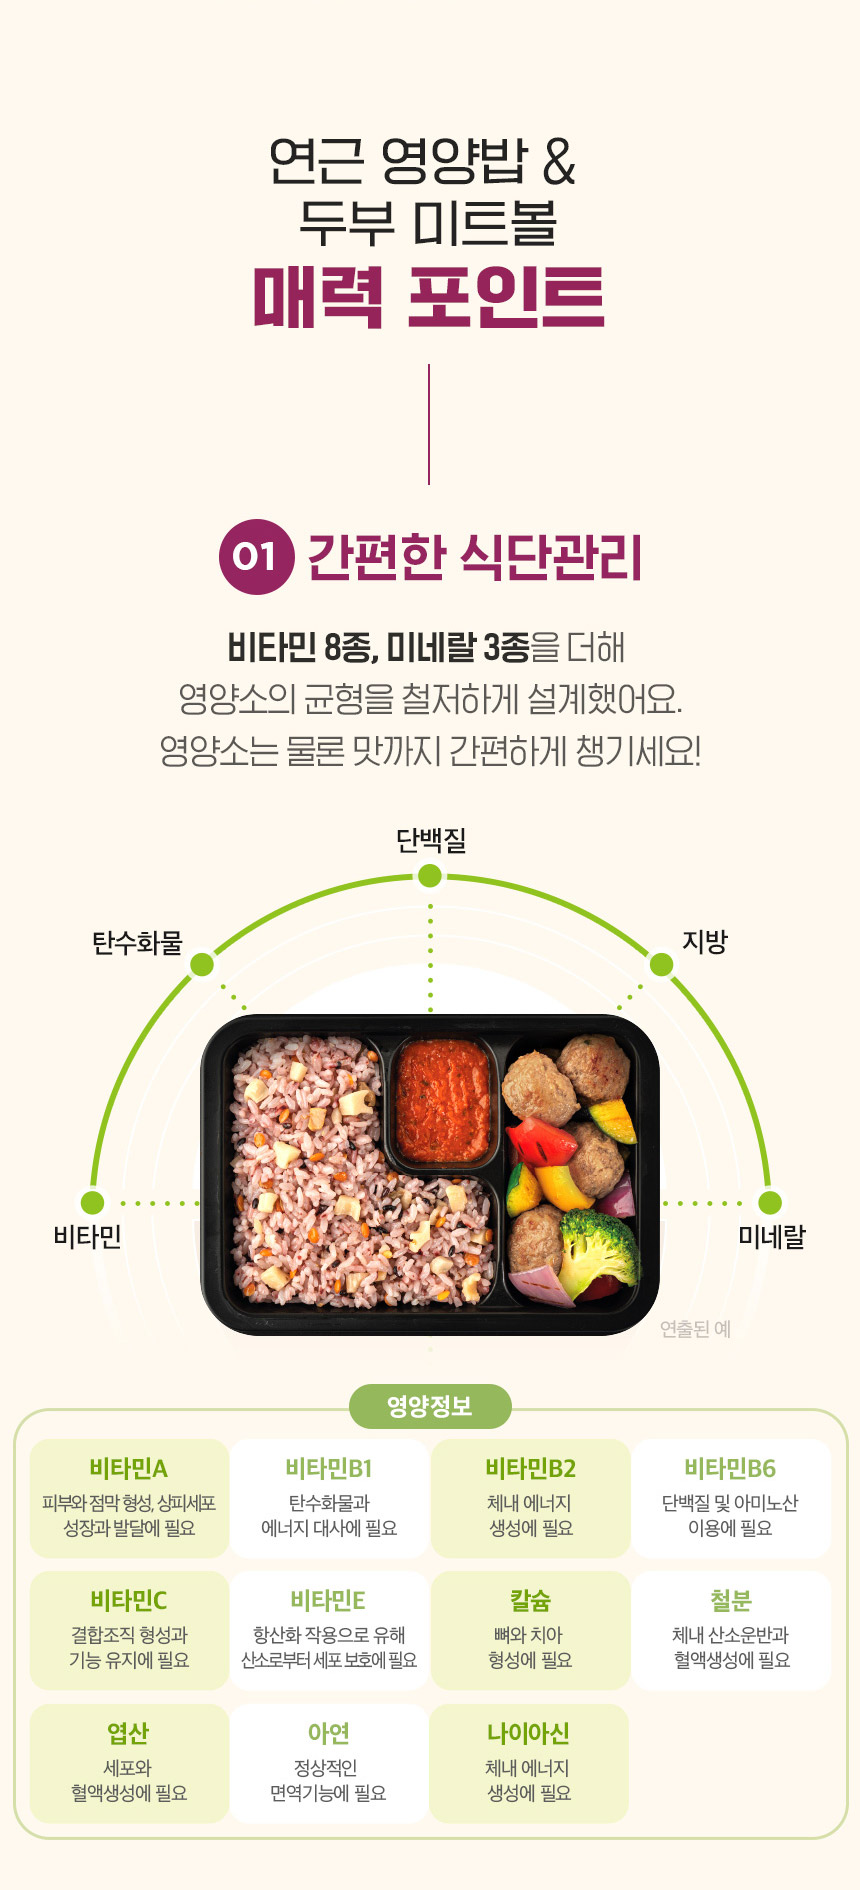 연근 영양밥 &
두부 미트볼
매력 포인트
01 간편한 식단관리
비타민 8종, 미네랄 3종을 더해
영양소의 균형을 철저하게 설계했어요.
영양소는 물론 맛까지 간편하게 챙기세요!
단백질
탄수화물
지방
비타민
미네랄
연출된 예
영양정보
비타민A
피부와 점막 형성, 상피세포
성장과 발달에 필요
비타민B1
탄수화물과
에너지 대사에 필요
비타민B2
체내 에너지
생성에 필요
비타민B6
단백질 및 아미노산
이용에 필요
비타민C
결합조직 형성과
기능 유지에 필요
비타민E
항산화 작용으로 유해
산소로부터 세포 보호에 필요
칼슘
뼈와 치아
형성에 필요
철분
체내 산소운반과
혈액생성에 필요
엽산
세포와
혈액생성에 필요
아연
정상적인
면역기능에 필요
나이아신
체내 에너지
생성에 필요